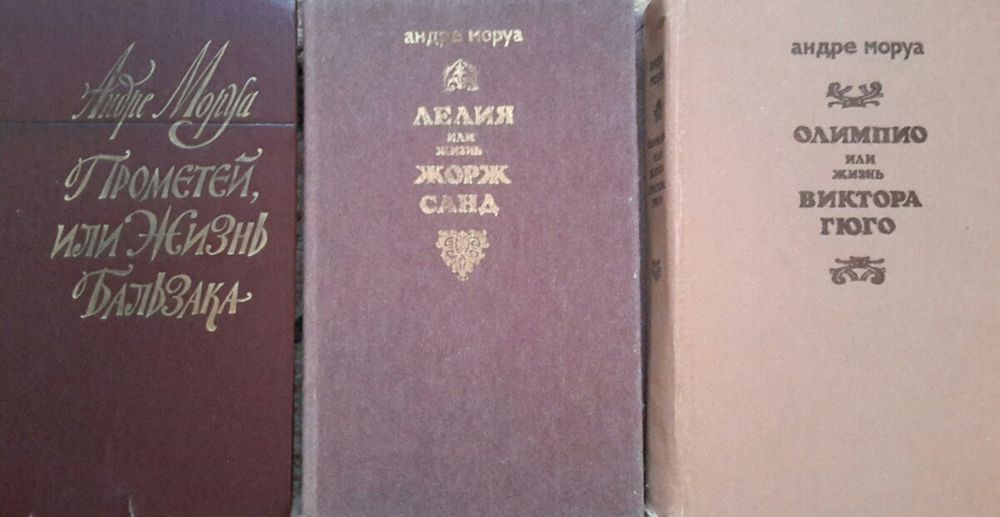 Андре Моруа
Прометей,
или Жизнь
Бальзака
андре моруа
ЛЕЛИЯ
ИЛИ
ЖИЗНЬ
ЖОРЖ
САНД
андре моруа
ОЛИМПИО
ИЛИ
ЖИЗНЬ
ВИКТОРА
ГЮГО